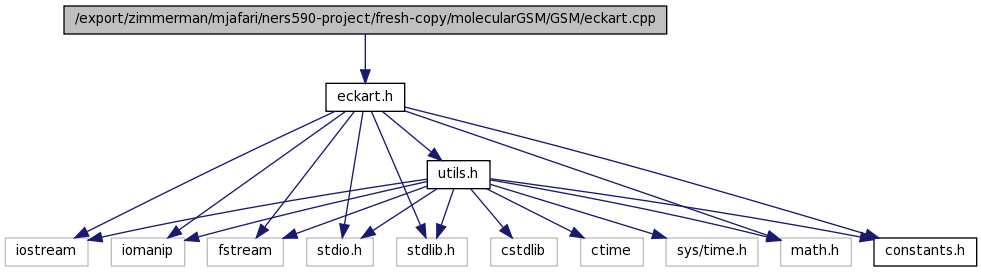 /export/zimmerman/mjafari/ners590-project/fresh-copy/molecularGSM/GSM/eckart.cpp
eckart.h
utils.h
iostream
iomanip
fstream
stdio.h
stdlib.h
cstdlib
ctime
sys/time.h
math.h
constants.h